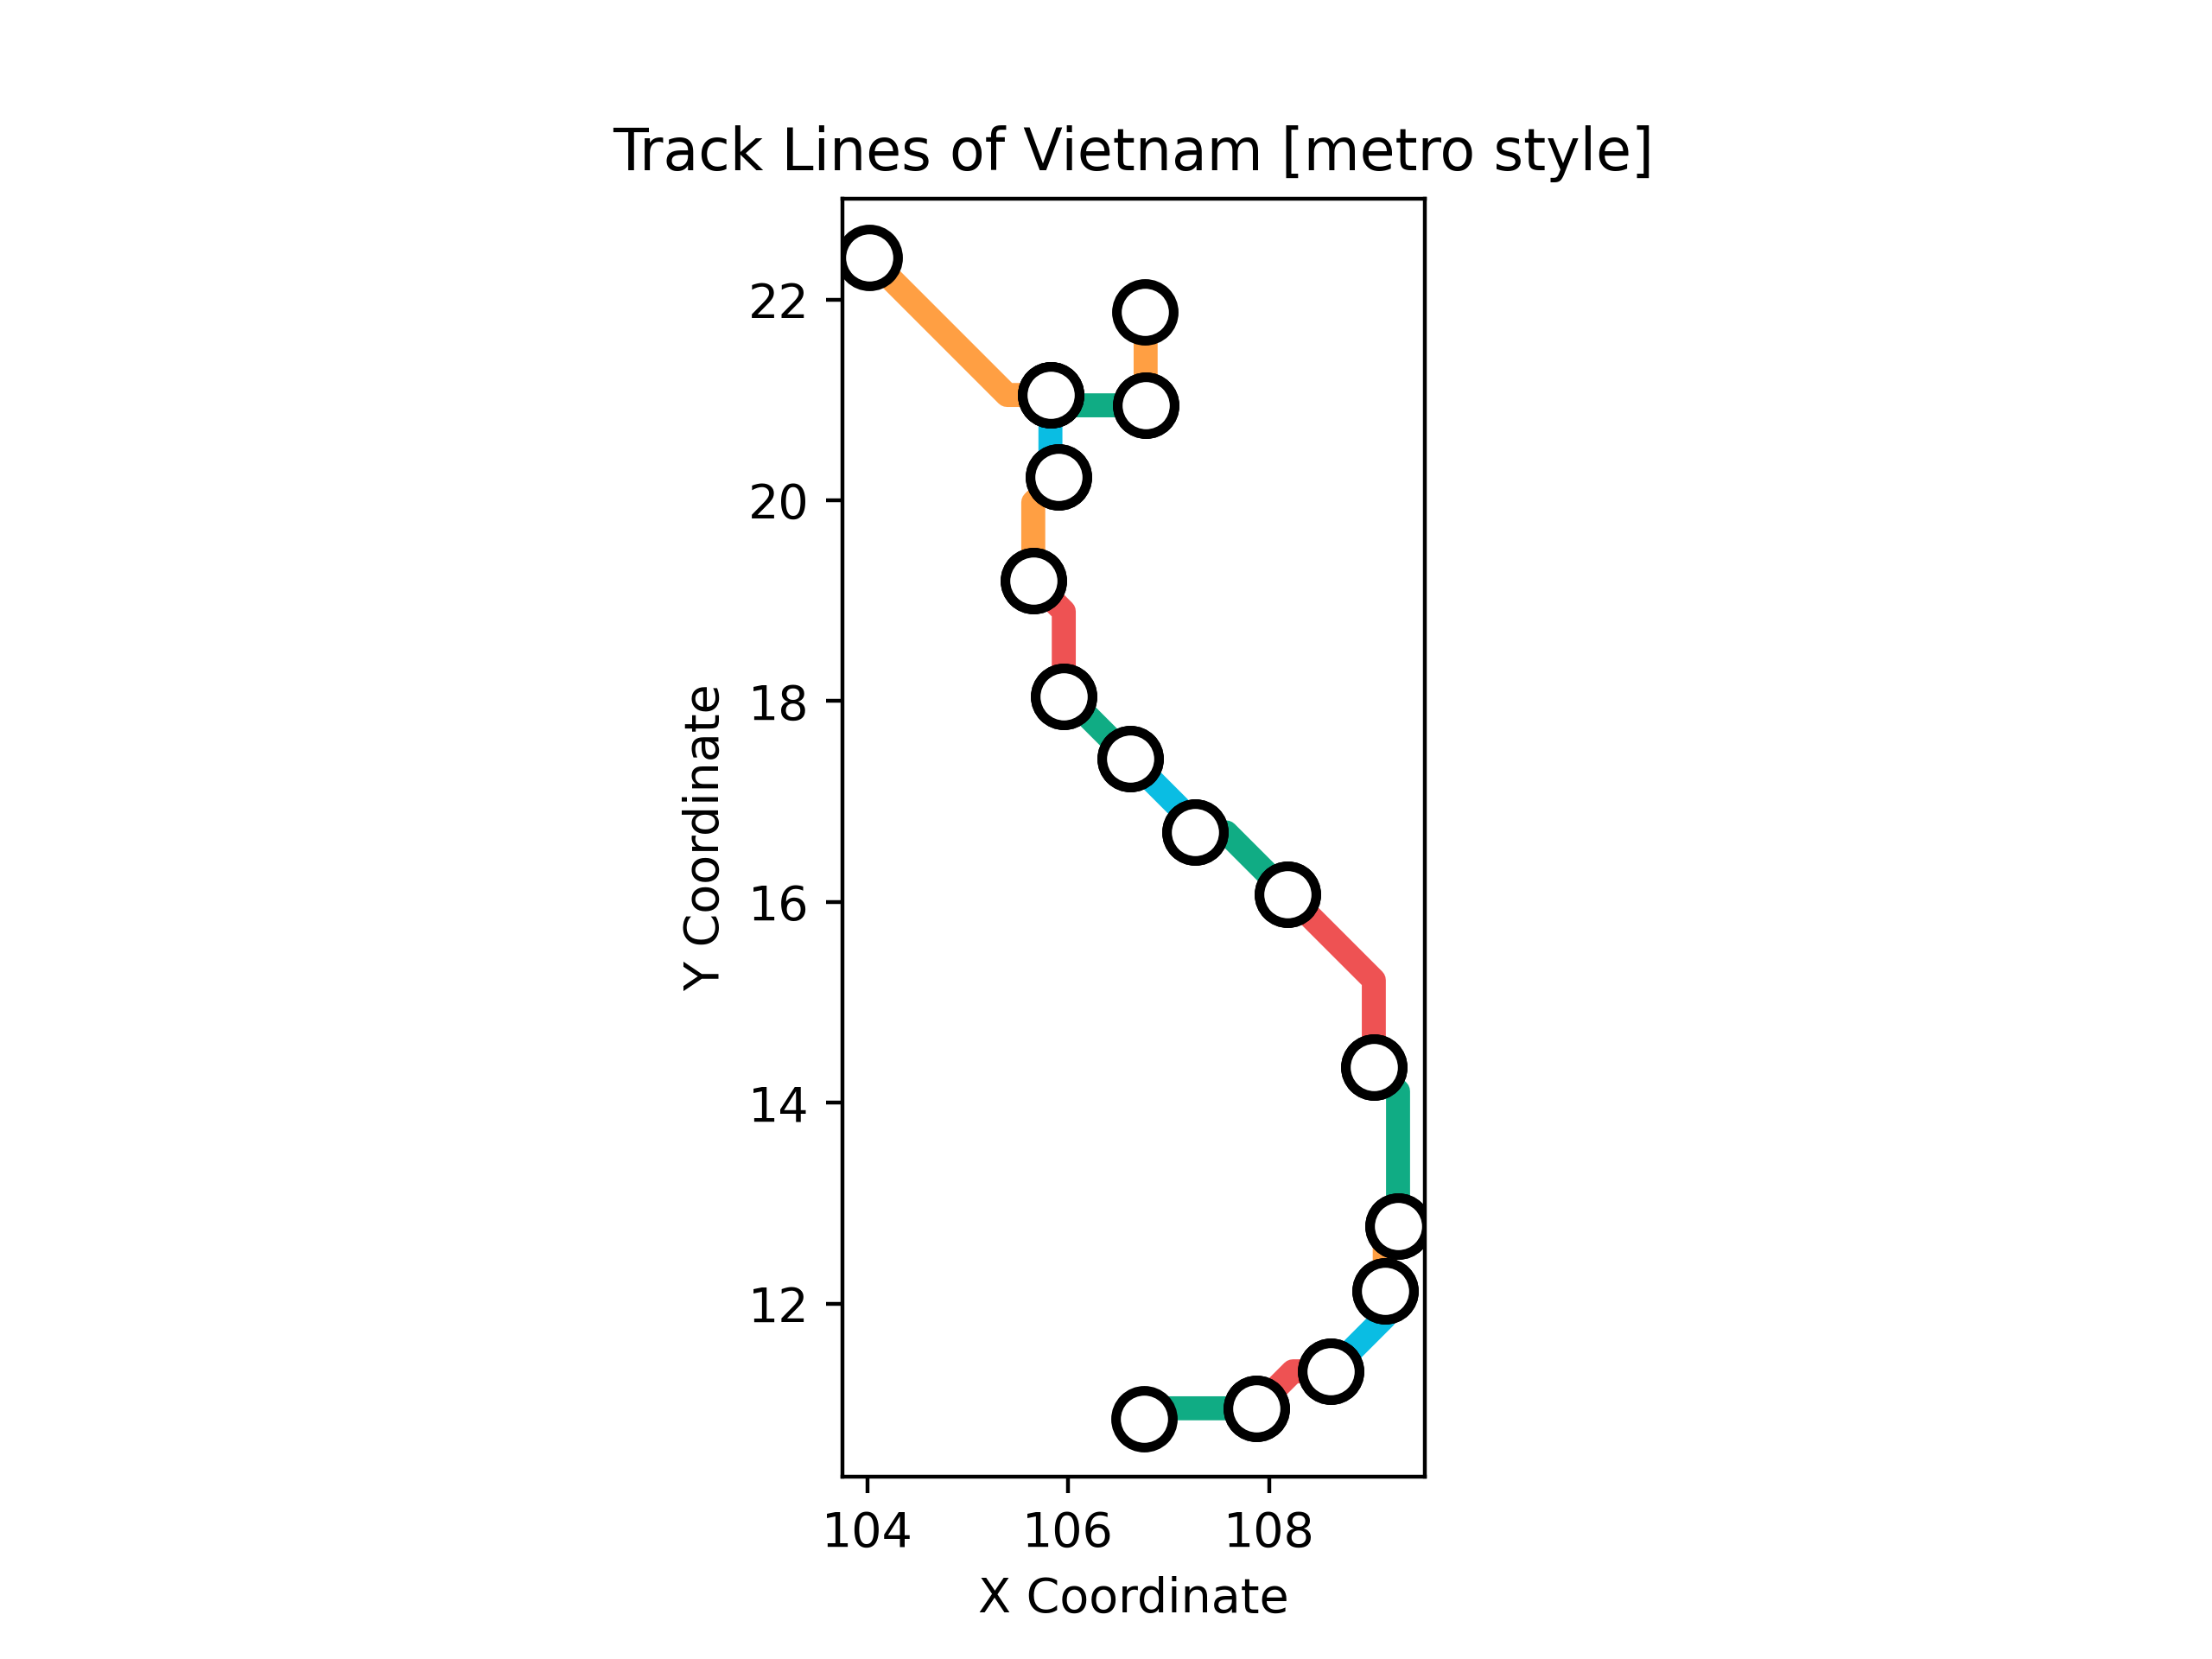 Track Lines of Vietnam [metro style]
22
20
18
16
14
12
Y Coordinate
104 106 108
X Coordinate